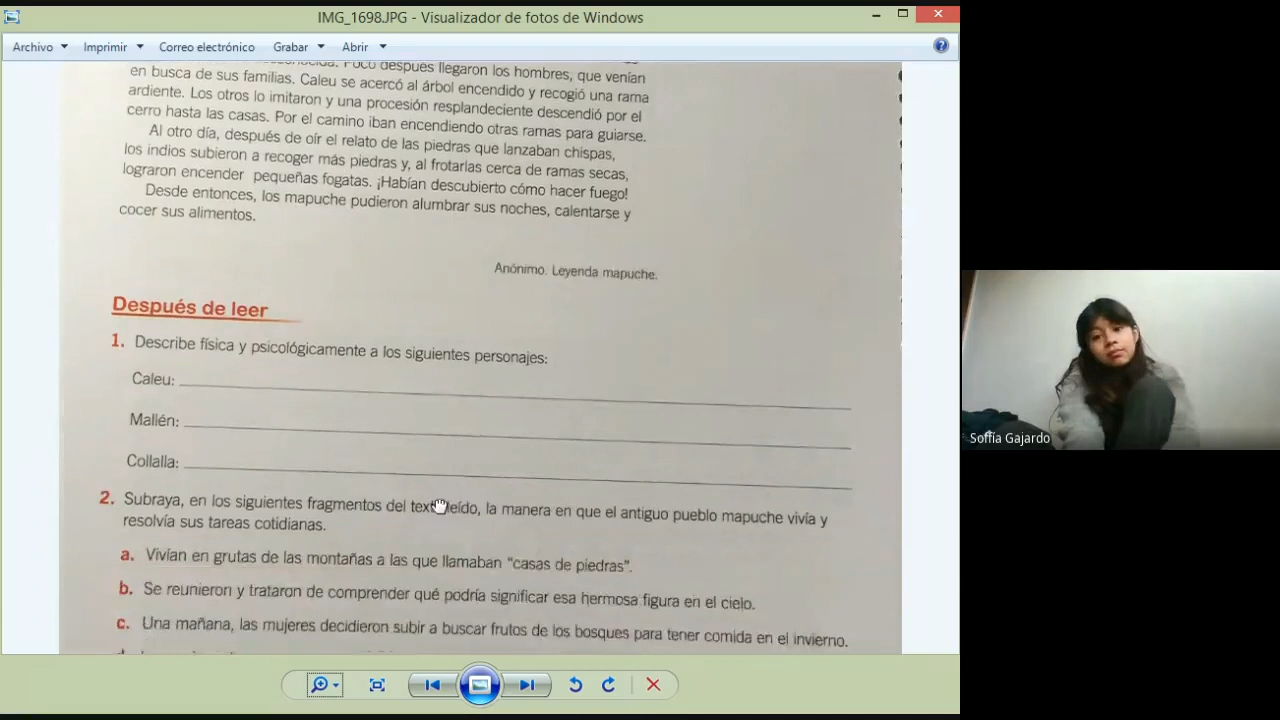 IMG_1698.JPG - Visualizador de fotos de Windows
Archivo Imprimir Correo electrónico Grabar Abrir
Poco después llegaron los hombres, que venían
en busca de sus familias. Caleu se acercó al árbol encendido y recogió una rama
ardiente. Los otros lo imitaron y una procesión resplandeciente descendió por el
cerro hasta las casas. Por el camino iban encendiendo otras ramas para guiarse.
Al otro día, después de oír el relato de las piedras que lanzaban chispas,
los indios subieron a recoger más piedras y, al frotarlas cerca de ramas secas,
lograron encender pequeñas fogatas. ¡Habían descubierto cómo hacer fuego!
Desde entonces, los mapuche pudieron alumbrar sus noches, calentarse y
cocer sus alimentos.
Anónimo. Leyenda mapuche.
Después de leer
1. Describe física y psicológicamente a los siguientes personajes:
Caleu:
Mallén:
Collalla:
2. Subraya, en los siguientes fragmentos del texto leído, la manera en que el antiguo pueblo mapuche vivía y
resolvía sus tareas cotidianas.
a. Vivían en grutas de las montañas a las que llamaban “casas de piedras”.
b. Se reunieron y trataron de comprender qué podría significar esa hermosa figura en el cielo.
c. Una mañana, las mujeres decidieron subir a buscar frutos de los bosques para tener comida en el invierno.
Soffía Gajardo